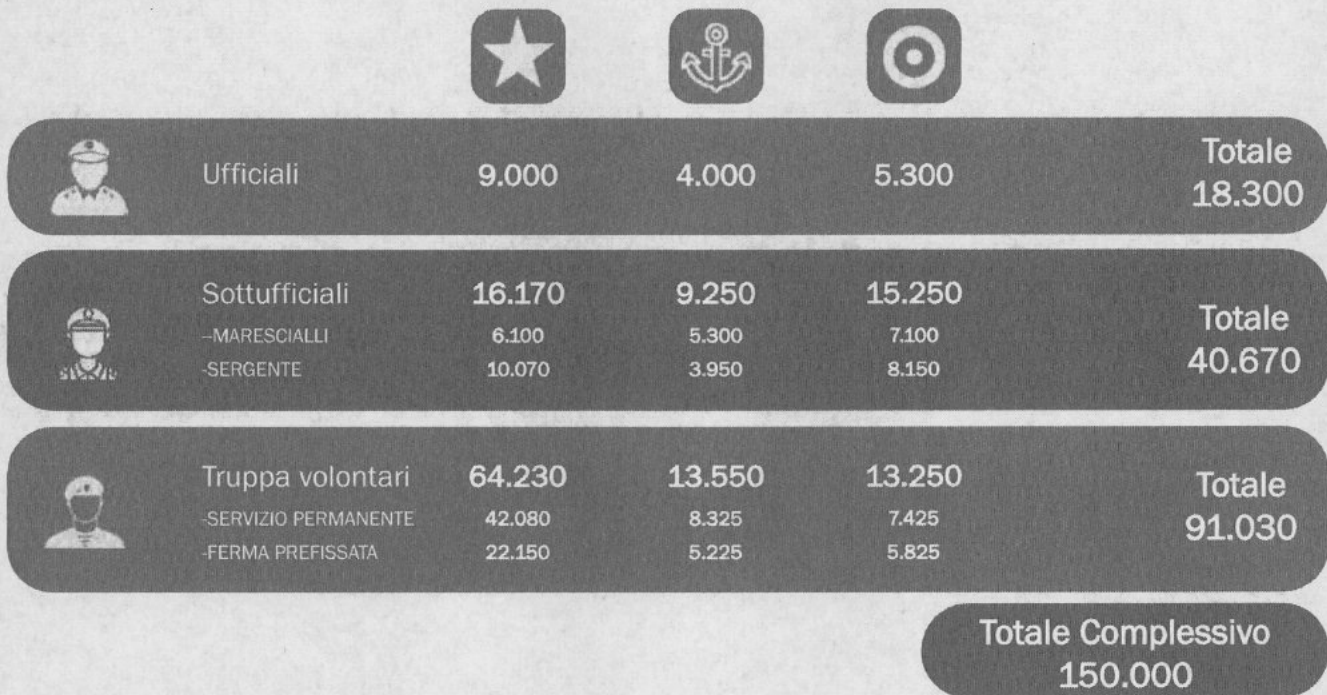 Ufficiali 9.000 4.000 5.300 Totale 18.300
Sottufficiali 16.170 9.250 15.250 Totale 40.670
–MARESCIALLI 6.100 5.300 7.100
-SERGENTE 10.070 3.950 8.150
Truppa volontari 64.230 13.550 13.250 Totale 91.030
-SERVIZIO PERMANENTE 42.080 8.325 7.425
-FERMA PREFISSATA 22.150 5.225 5.825
Totale Complessivo
150.000